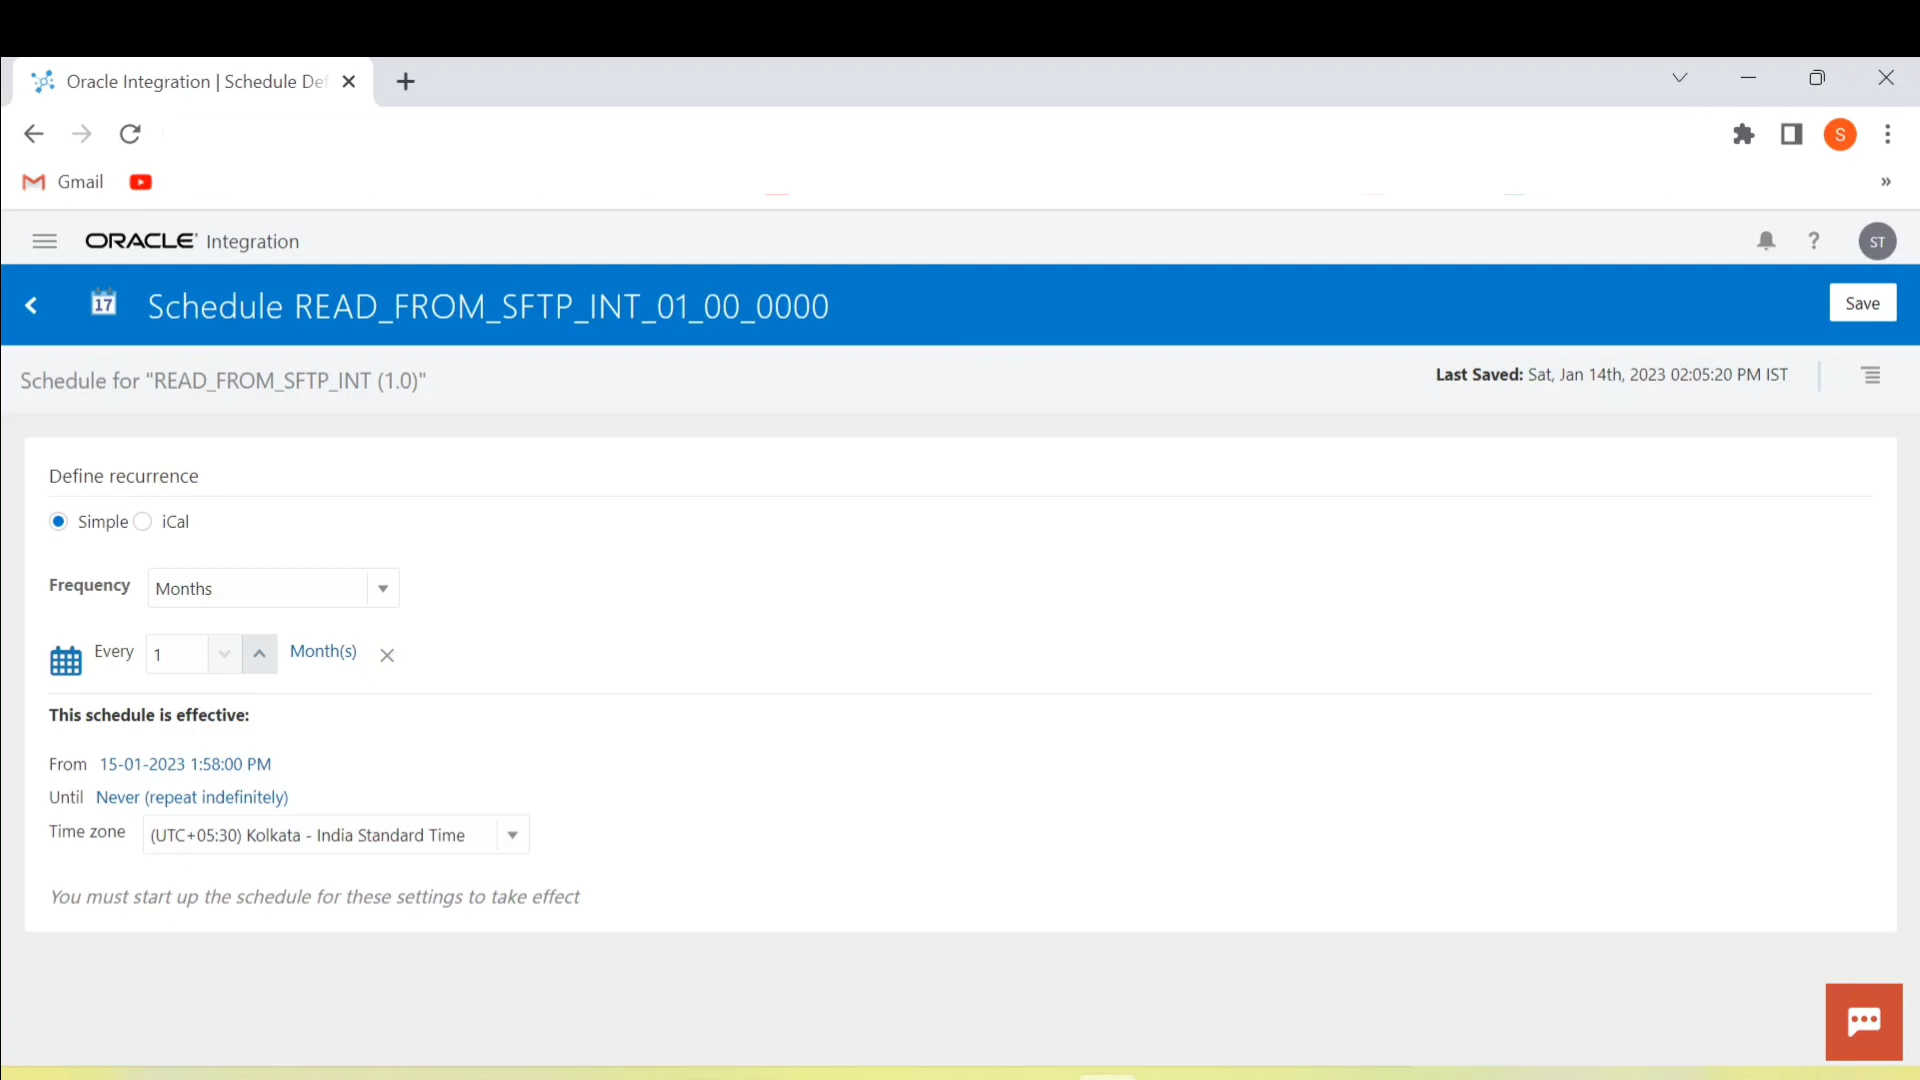 Oracle Integration | Schedule Def
S
Gmail
»
ORACLE Integration
?
ST
17
Schedule READ_FROM_SFTP_INT_01_00_0000
Save
Schedule for "READ_FROM_SFTP_INT (1.0)"
Last Saved: Sat, Jan 14th, 2023 02:05:20 PM IST
Define recurrence
Simple iCal
Frequency Months
Every 1 Month(s)
This schedule is effective:
From 15-01-2023 1:58:00 PM
Until Never (repeat indefinitely)
Time zone (UTC+05:30) Kolkata - India Standard Time
You must start up the schedule for these settings to take effect